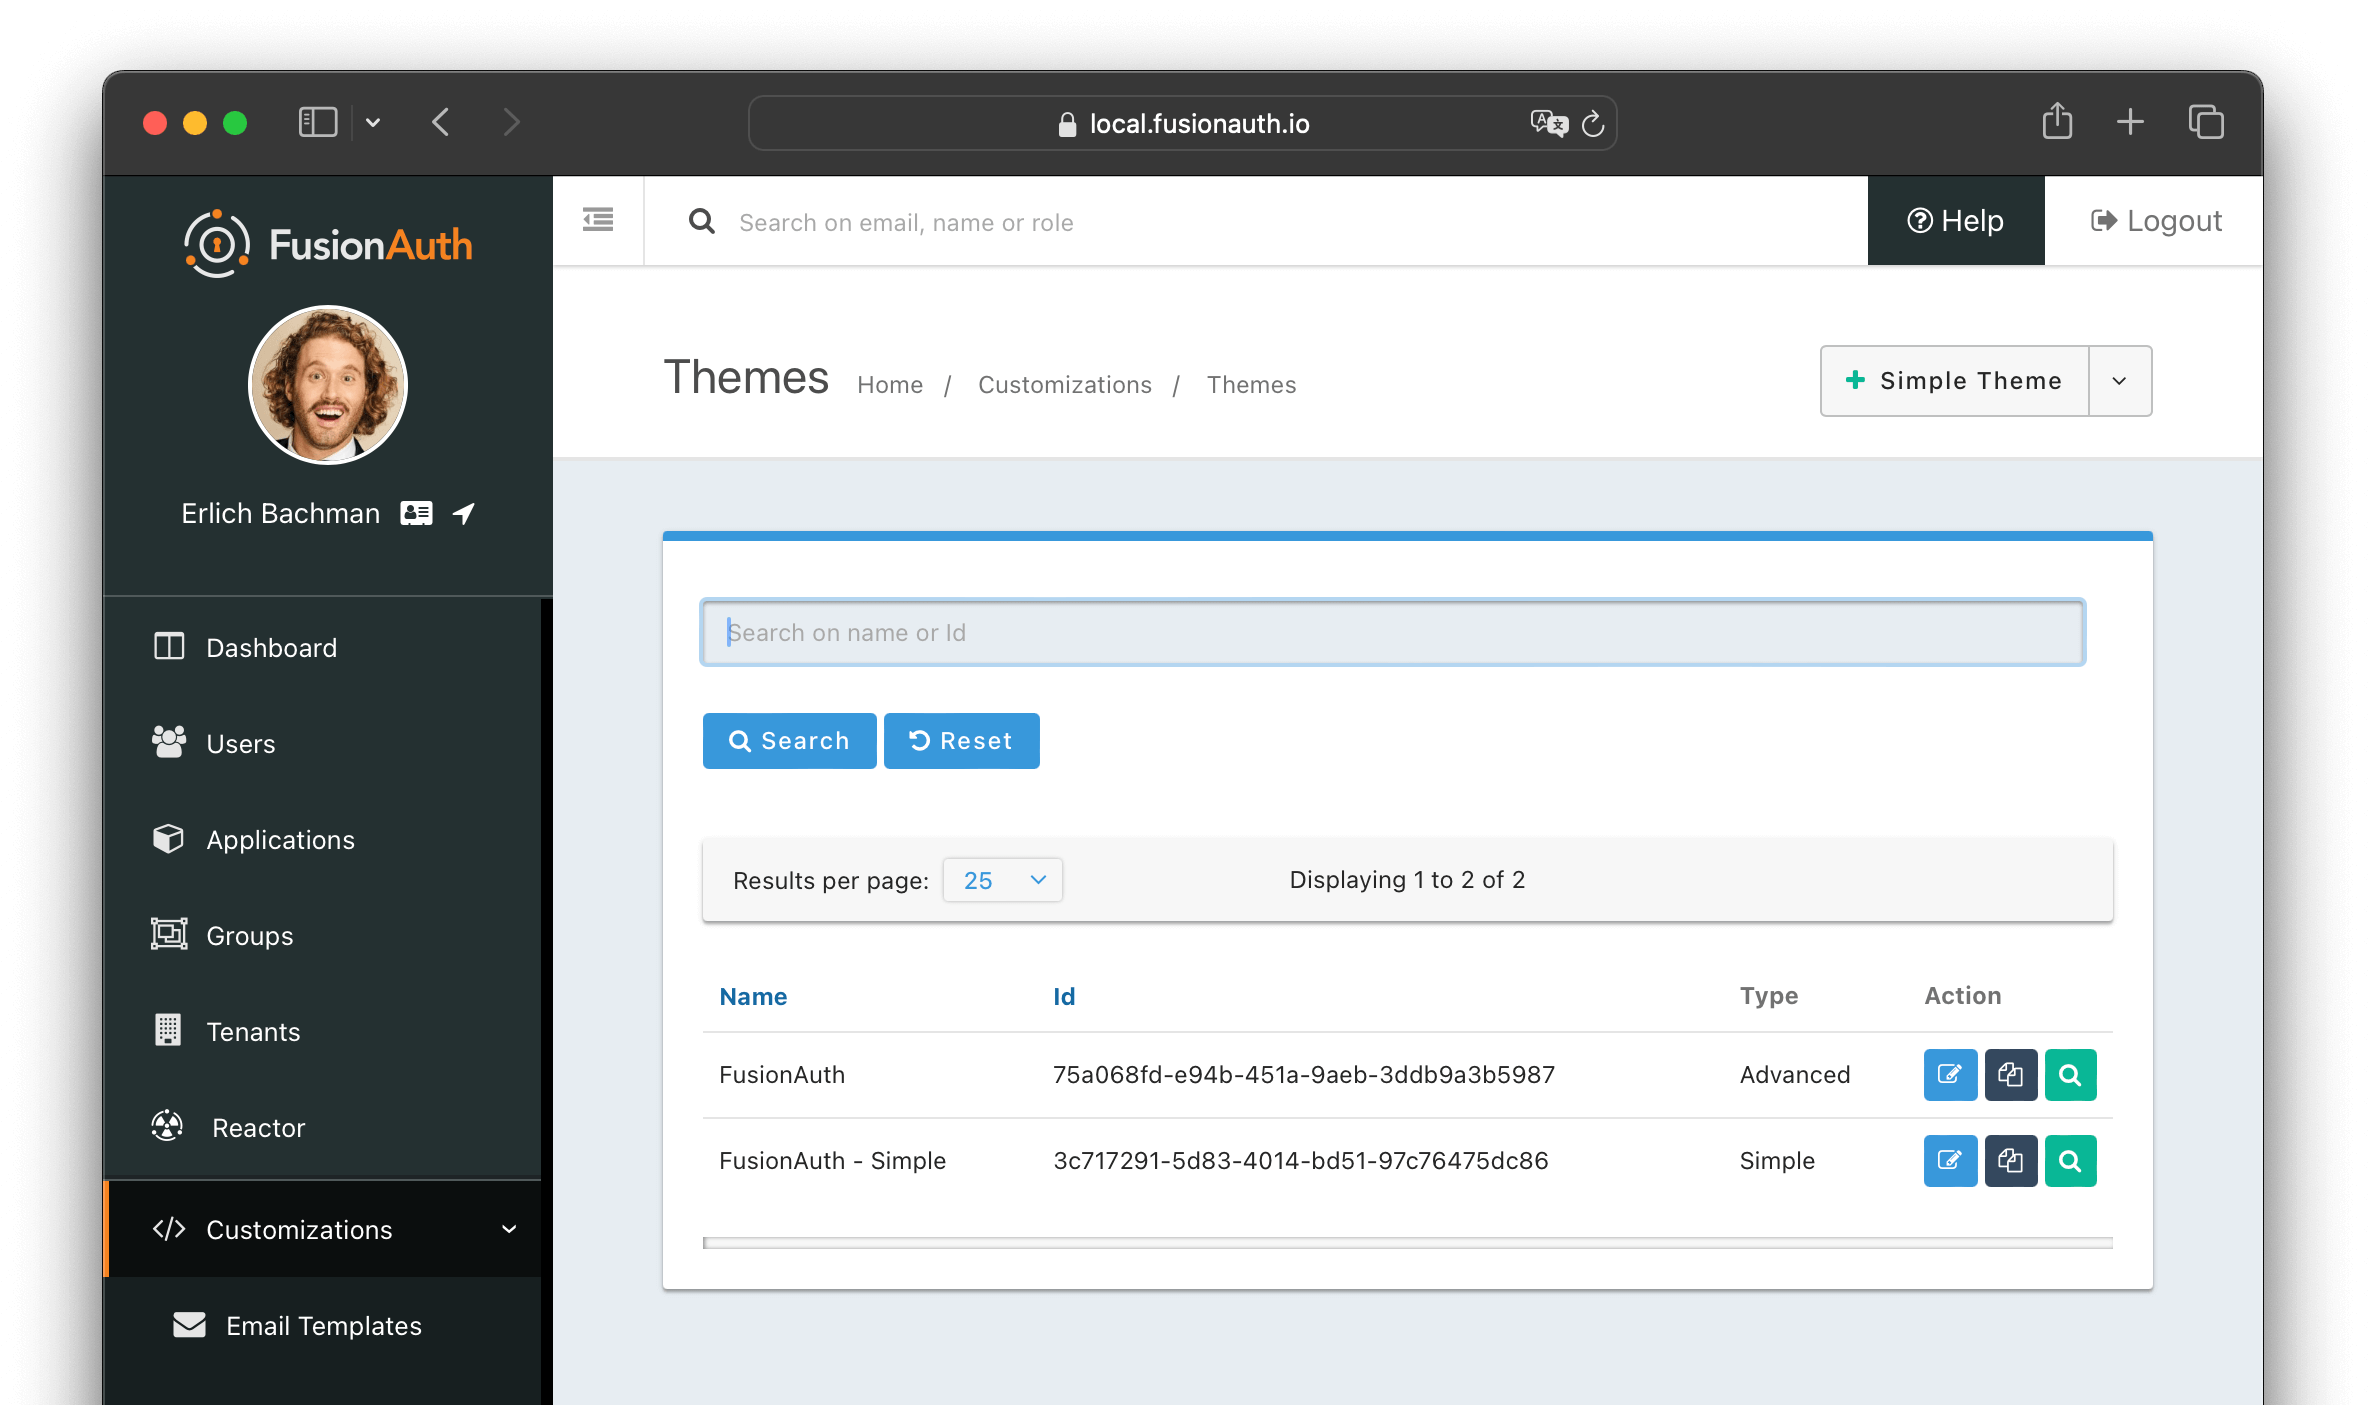 local.fusionauth.io
FusionAuth
Search on email, name or role
Help
Logout
Themes
Home / Customizations / Themes
Simple Theme
Erlich Bachman
Dashboard
Users
Applications
Groups
Tenants
Reactor
Customizations
Email Templates
Search on name or Id
Search
Reset
Results per page: 25
Displaying 1 to 2 of 2
Name Id Type Action
FusionAuth 75a068fd-e94b-451a-9aeb-3ddb9a3b5987 Advanced
FusionAuth - Simple 3c717291-5d83-4014-bd51-97c76475dc86 Simple